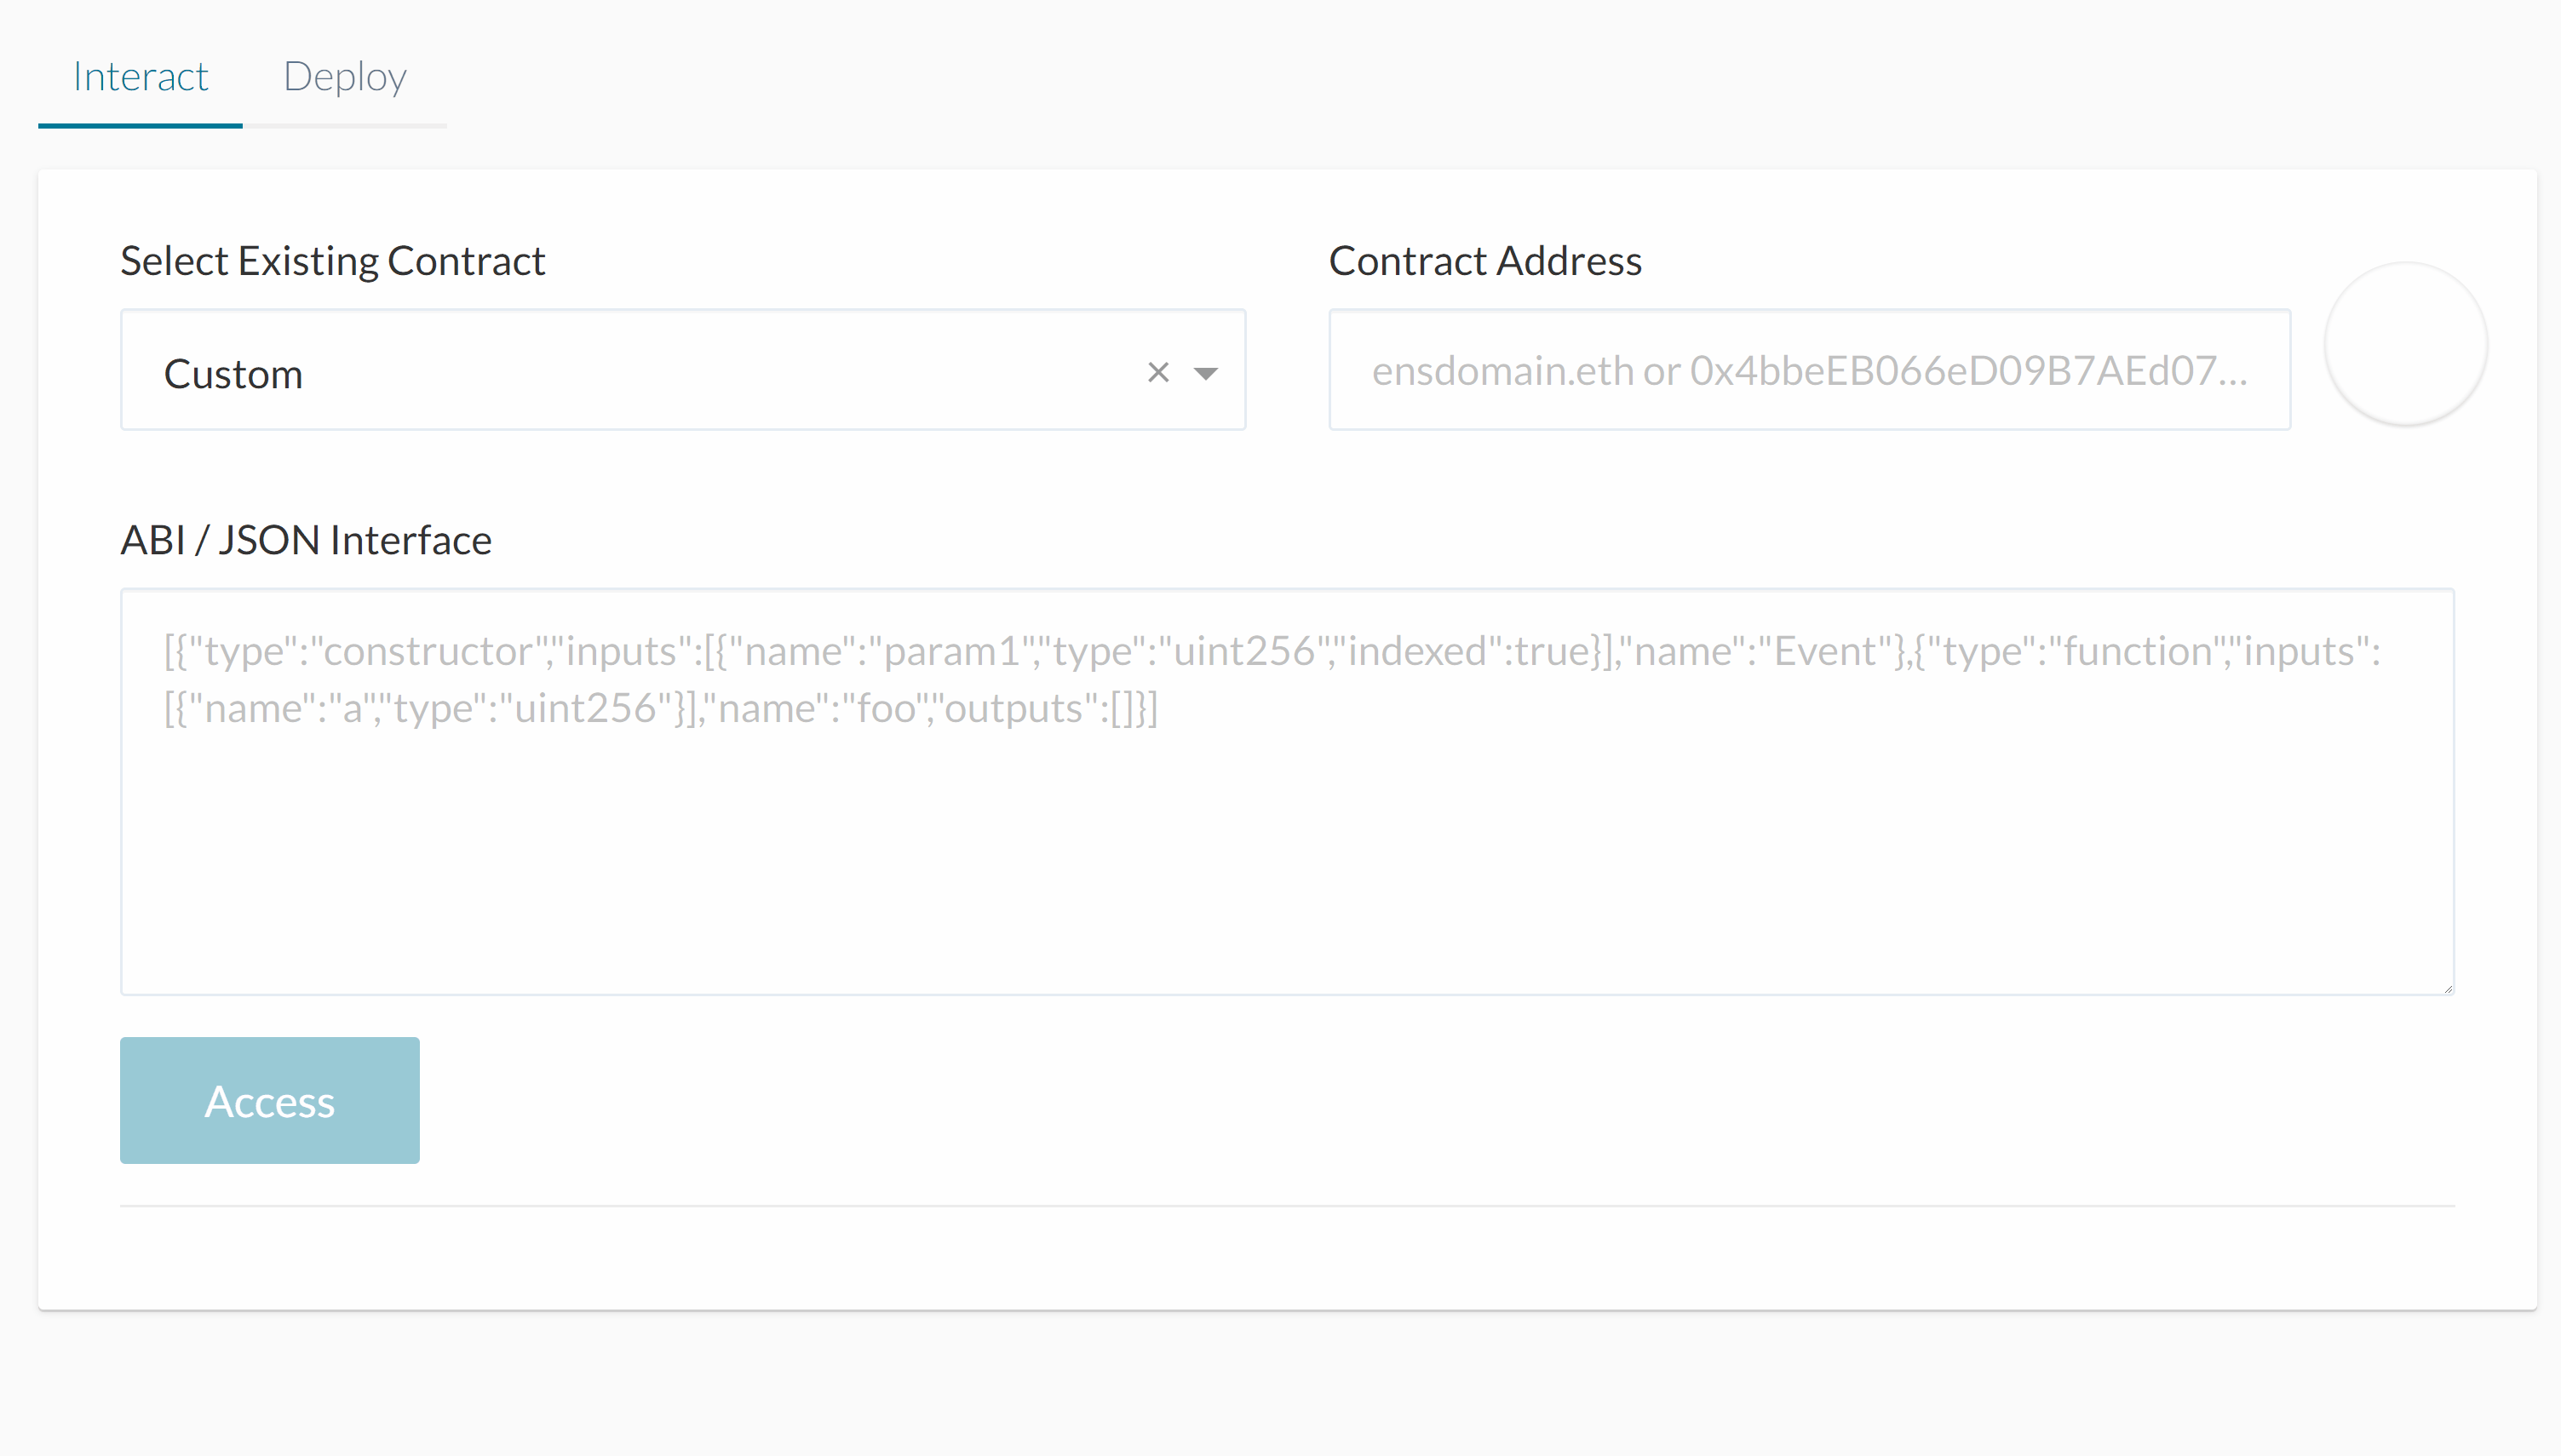 Interact Deploy
Select Existing Contract
Custom
Contract Address
ensdomain.eth or 0x4bbeEB066eD09B7AEd07...
ABI / JSON Interface
[{"type":"constructor","inputs":[{"name":"param1","type":"uint256","indexed":true}],"name":"Event"},{"type":"function","inputs":
[{"name":"a","type":"uint256"}],"name":"foo","outputs":[]}]
Access